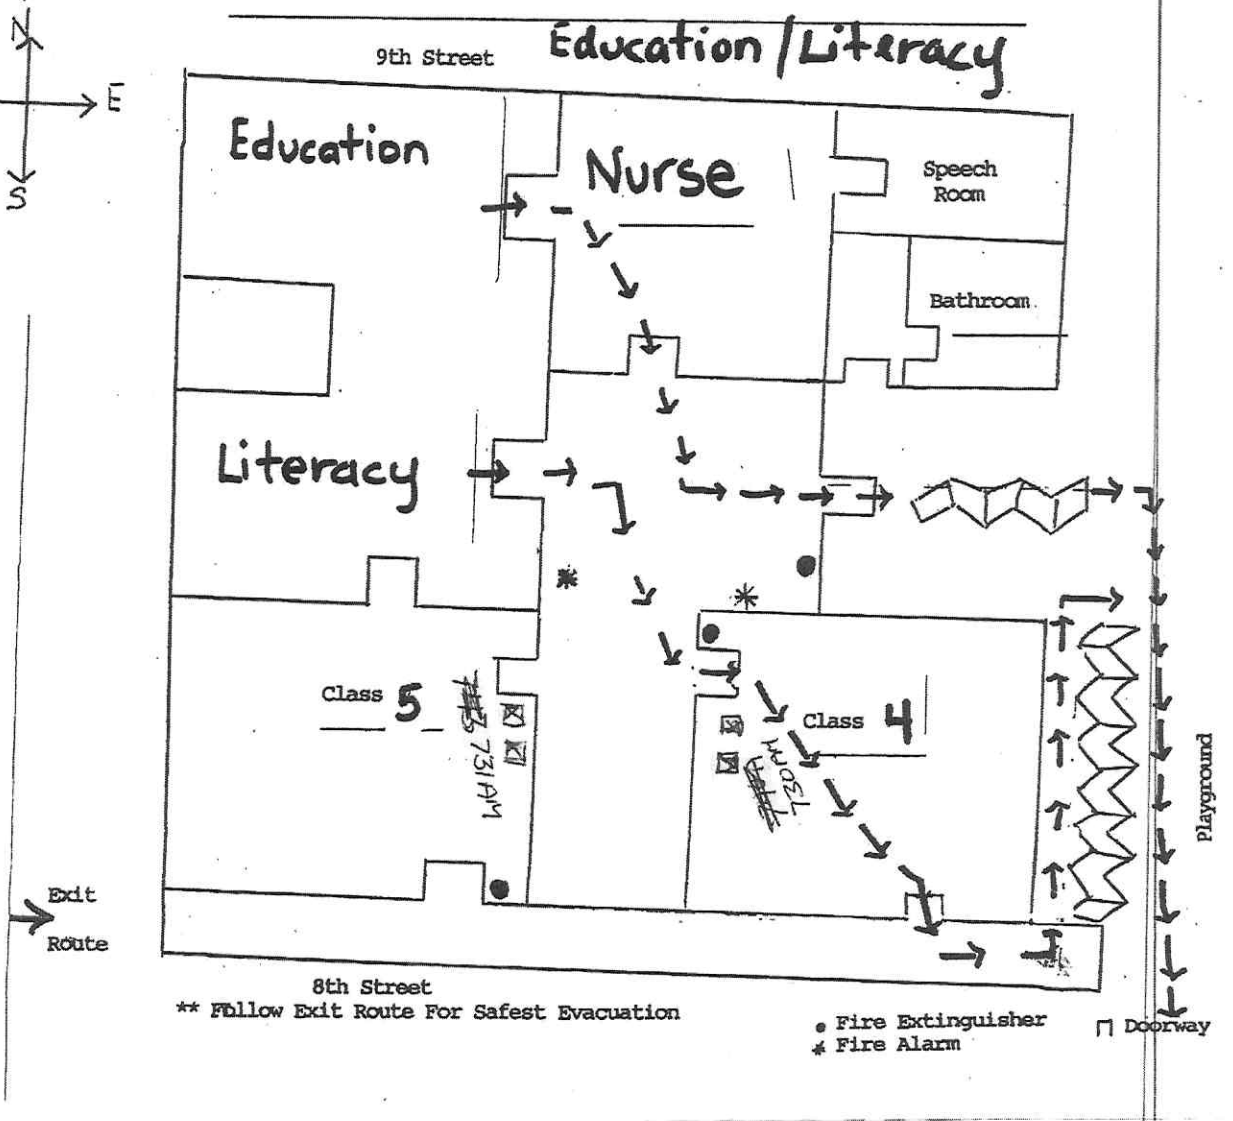 N
E
S
Education/Literacy
9th Street
Education
Nurse
Speech
Room
Bathroom
Literacy
Class 5
731AM
Class 4
730AM
Playground
Exit
Route
8th Street
** Follow Exit Route For Safest Evacuation
● Fire Extinguisher
* Fire Alarm
Doorway